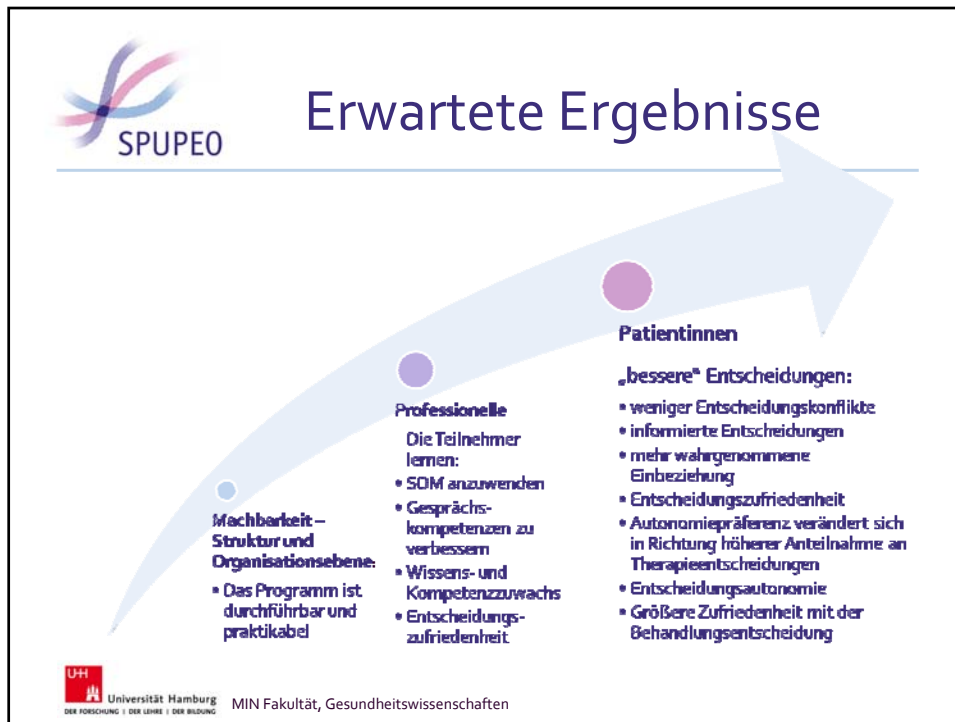 SPUPEO
Erwartete Ergebnisse
Machbarkeit –
Struktur und
Organisationsebene:
• Das Programm ist
durchführbar und
praktikabel
Professionelle
Die Teilnehmer
lernen:
• SDM anzuwenden
• Gesprächs-
kompetenzen zu
verbessern
• Wissens- und
Kompetenzzuwachs
• Entscheidungs-
zufriedenheit
Patientinnen
„bessere“ Entscheidungen:
• weniger Entscheidungskonflikte
• informierte Entscheidungen
• mehr wahrgenommene
Einbeziehung
• Entscheidungszufriedenheit
• Autonomiepräferenz verändert sich
in Richtung höherer Anteilnahme an
Therapieentscheidungen
• Entscheidungsautonomie
• Größere Zufriedenheit mit der
Behandlungsentscheidung
UH
Universität Hamburg
DER FORSCHUNG | DER LEHRE | DER BILDUNG
MIN Fakultät, Gesundheitswissenschaften